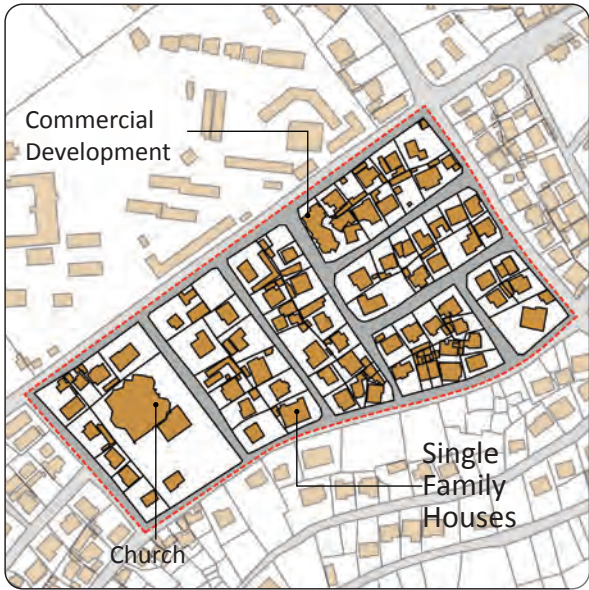 Commercial
Development
Single
Family
Houses
Church